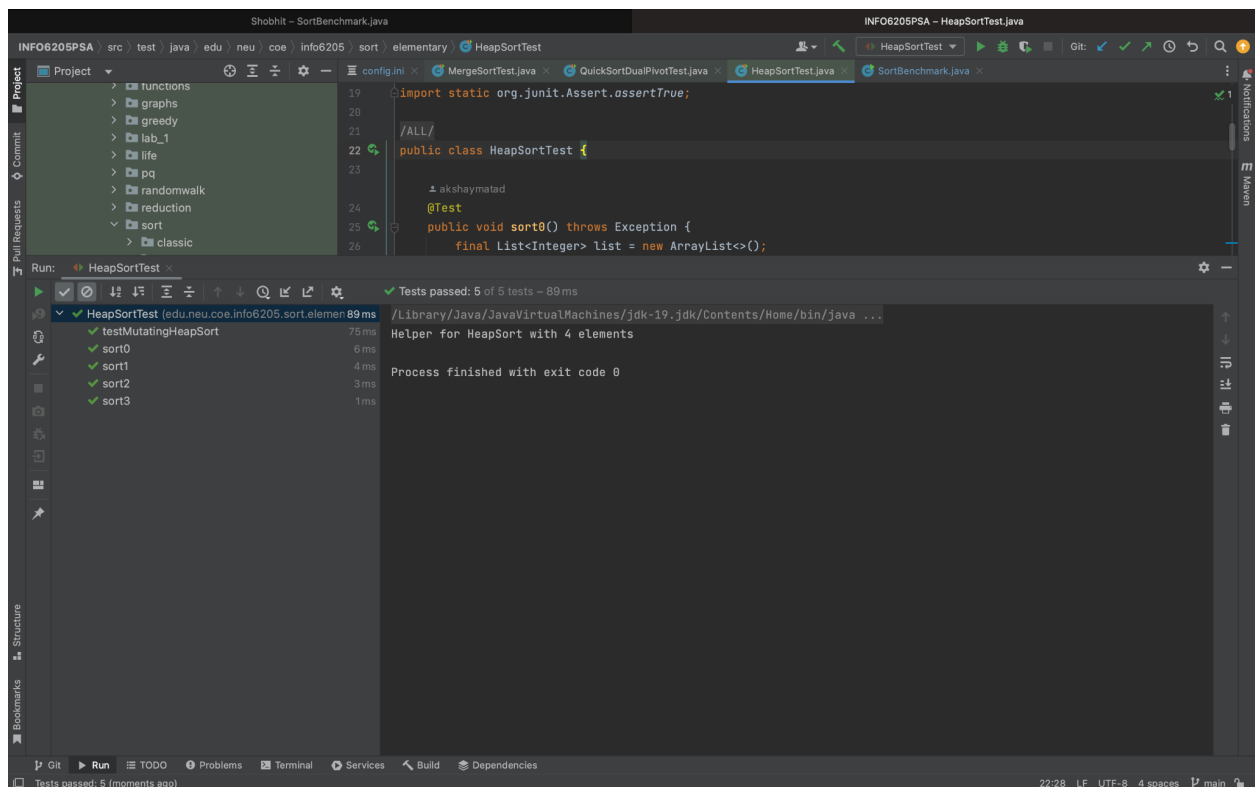 Shobhit – SortBenchmark.java
INFO6205PSA – HeapSortTest.java
INFO6205PSA 〉 src 〉 test 〉 java 〉 edu 〉 neu 〉 coe 〉 info6205 〉 sort 〉 elementary 〉 HeapSortTest
HeapSortTest
Git:
Project
config.ini
MergeSortTest.java
QuickSortDualPivotTest.java
HeapSortTest.java
SortBenchmark.java
functions
graphs
greedy
lab_1
life
pq
randomwalk
reduction
sort
classic
19 import static org.junit.Assert.assertTrue;
20
21 /ALL/
22 public class HeapSortTest {
23
akshaymatad
24 @Test
25 public void sort0() throws Exception {
26 final List<Integer> list = new ArrayList<>();
1
Project
Commit
Pull Requests
Notifications
m Maven
Run: HeapSortTest
Tests passed: 5 of 5 tests – 89 ms
HeapSortTest (edu.neu.coe.info6205.sort.elemen 89 ms
testMutatingHeapSort 75 ms
sort0 6 ms
sort1 4 ms
sort2 3 ms
sort3 1 ms
/Library/Java/JavaVirtualMachines/jdk-19.jdk/Contents/Home/bin/java ...
Helper for HeapSort with 4 elements
Process finished with exit code 0
Structure
Bookmarks
Git
Run
TODO
Problems
Terminal
Services
Build
Dependencies
Tests passed: 5 (moments ago)
22:28 LF UTF-8 4 spaces main